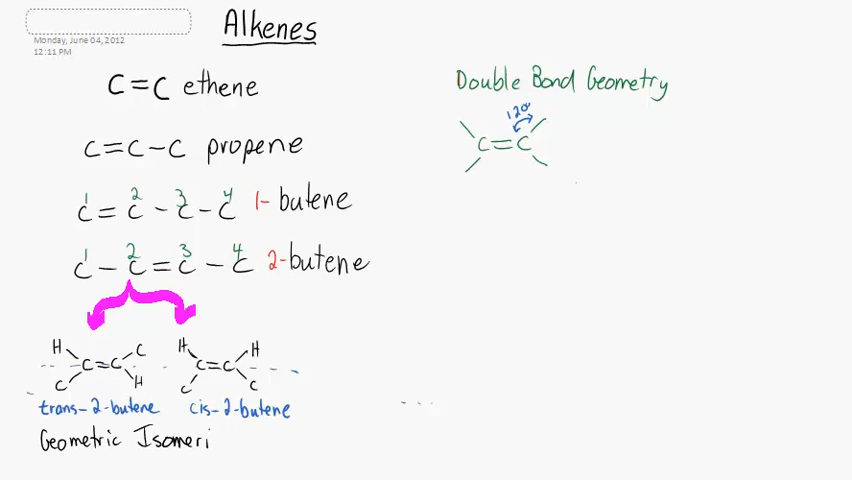 Alkenes
Monday, June 04, 2012
12:11 PM
C=C ethene
C=C-C propene
1 2 3 4
C=C-C-C 1-butene
1 2 3 4
C-C=C-C 2-butene
H C
C=C
C H
trans-2-butene
H H
C=C
C C
cis-2-butene
Geometric Isomeri
Double Bond Geometry
120°
C=C